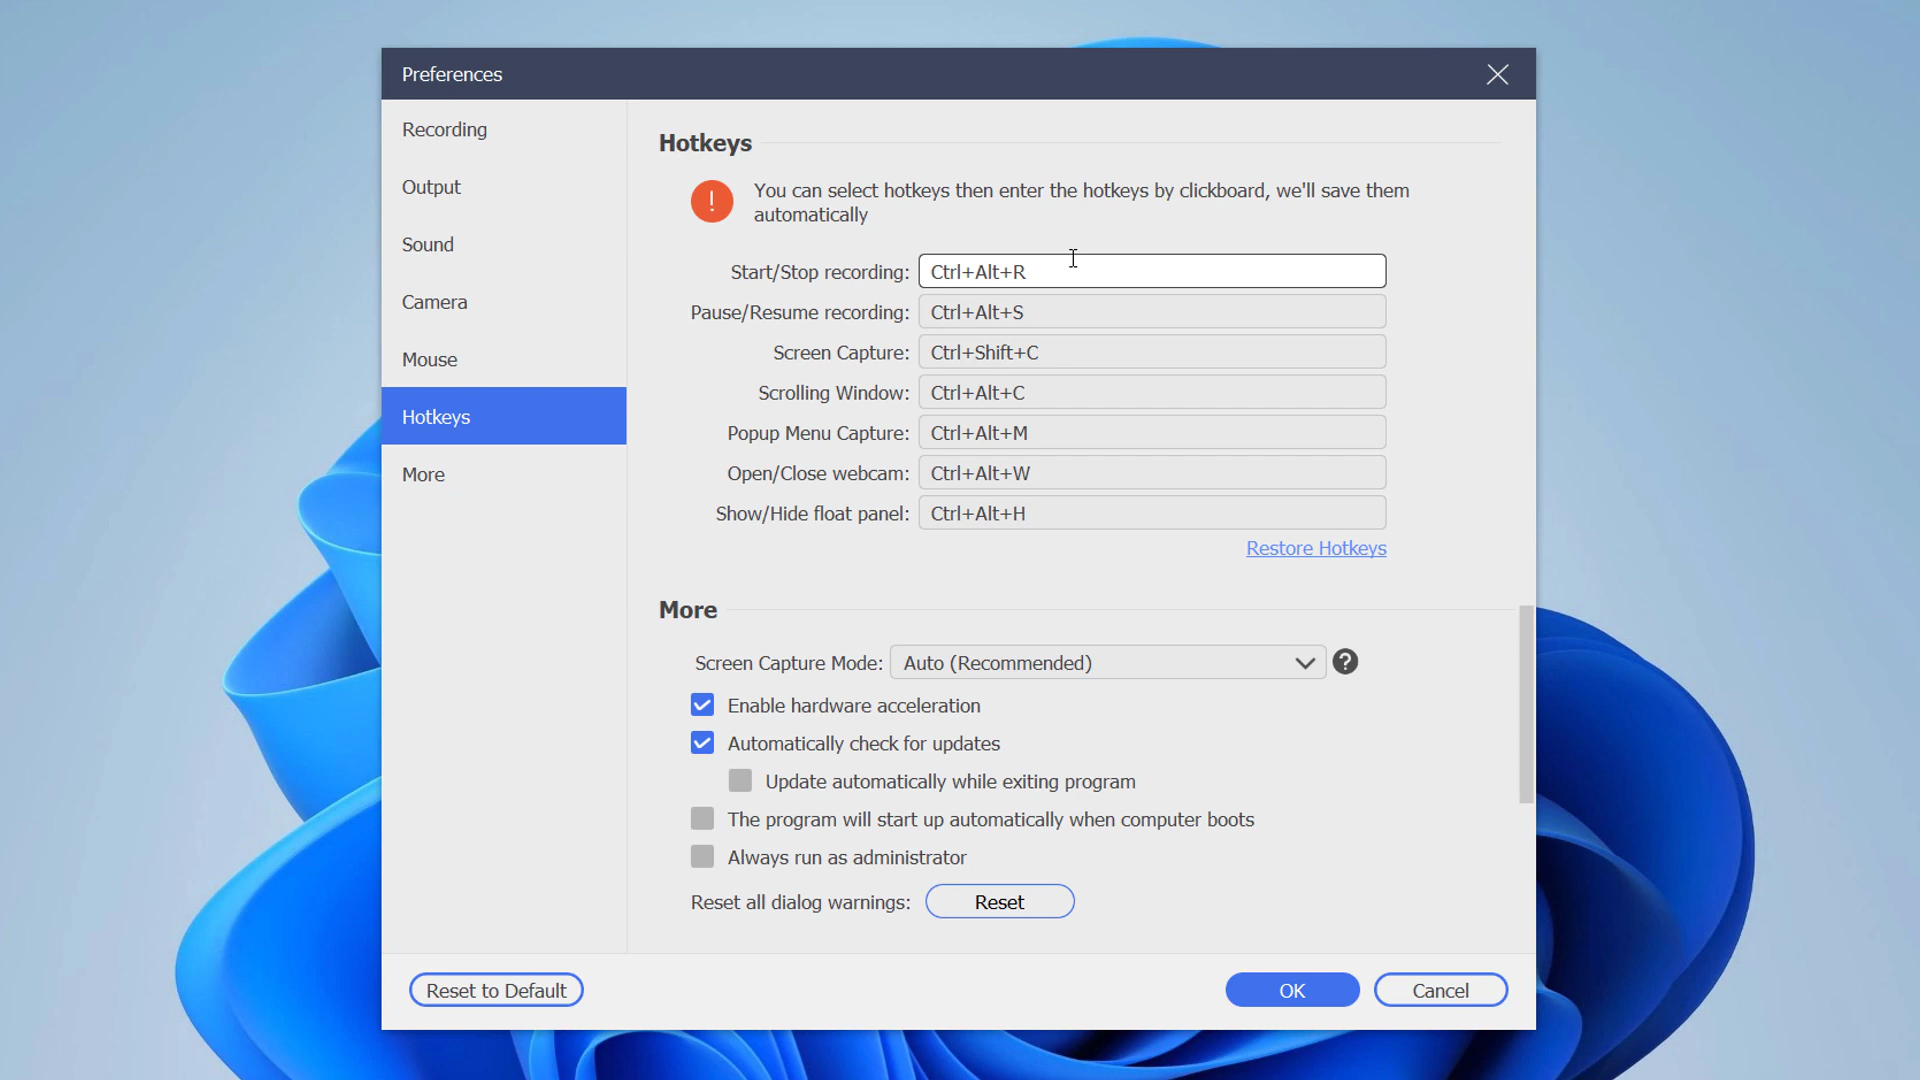 Preferences
Recording
Output
Sound
Camera
Mouse
Hotkeys
More
Hotkeys
!
You can select hotkeys then enter the hotkeys by clickboard, we'll save them
automatically
Start/Stop recording: Ctrl+Alt+R
Pause/Resume recording: Ctrl+Alt+S
Screen Capture: Ctrl+Shift+C
Scrolling Window: Ctrl+Alt+C
Popup Menu Capture: Ctrl+Alt+M
Open/Close webcam: Ctrl+Alt+W
Show/Hide float panel: Ctrl+Alt+H
Restore Hotkeys
More
Screen Capture Mode: Auto (Recommended) ?
Enable hardware acceleration
Automatically check for updates
Update automatically while exiting program
The program will start up automatically when computer boots
Always run as administrator
Reset all dialog warnings: Reset
Reset to Default OK Cancel